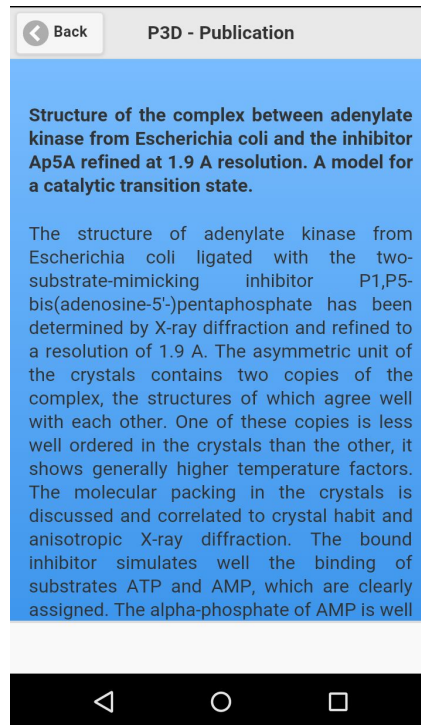 Back
P3D - Publication
Structure of the complex between adenylate
kinase from Escherichia coli and the inhibitor
Ap5A refined at 1.9 A resolution. A model for
a catalytic transition state.
The structure of adenylate kinase from
Escherichia coli ligated with the two-
substrate-mimicking inhibitor P1,P5-
bis(adenosine-5'-)pentaphosphate has been
determined by X-ray diffraction and refined to
a resolution of 1.9 A. The asymmetric unit of
the crystals contains two copies of the
complex, the structures of which agree well
with each other. One of these copies is less
well ordered in the crystals than the other, it
shows generally higher temperature factors.
The molecular packing in the crystals is
discussed and correlated to crystal habit and
anisotropic X-ray diffraction. The bound
inhibitor simulates well the binding of
substrates ATP and AMP, which are clearly
assigned. The alpha-phosphate of AMP is well